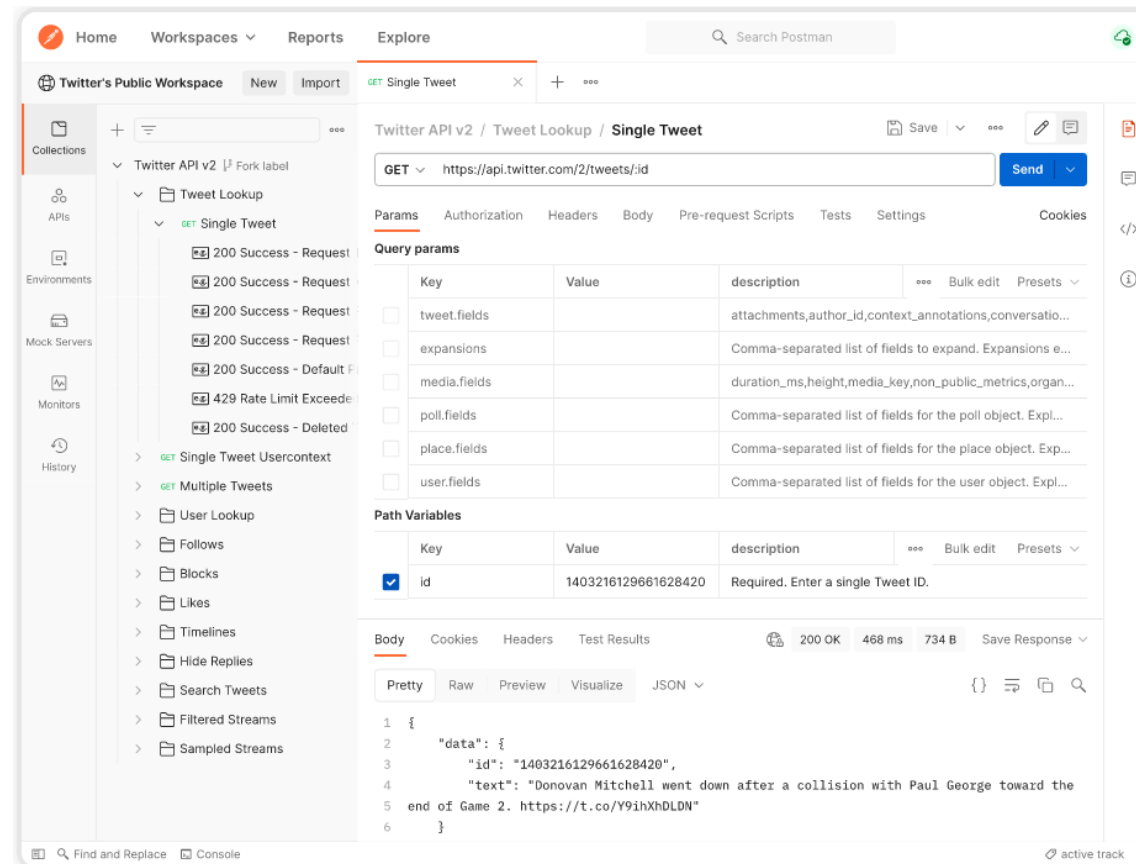 Home Workspaces Reports Explore Search Postman
Twitter's Public Workspace New Import
GET Single Tweet
Collections
APIs
Environments
Mock Servers
Monitors
History
Twitter API v2 Fork label
Tweet Lookup
GET Single Tweet
e.g. 200 Success - Request
e.g. 200 Success - Request
e.g. 200 Success - Request
e.g. 200 Success - Request
e.g. 200 Success - Default
e.g. 429 Rate Limit Exceede
e.g. 200 Success - Deleted
GET Single Tweet Usercontext
GET Multiple Tweets
User Lookup
Follows
Blocks
Likes
Timelines
Hide Replies
Search Tweets
Filtered Streams
Sampled Streams
Twitter API v2 / Tweet Lookup / Single Tweet Save
GET https://api.twitter.com/2/tweets/:id Send
Params Authorization Headers Body Pre-request Scripts Tests Settings Cookies
Query params
Key Value description Bulk edit Presets
tweet.fields attachments,author_id,context_annotations,conversatio...
expansions Comma-separated list of fields to expand. Expansions e...
media.fields duration_ms,height,media_key,non_public_metrics,organ...
poll.fields Comma-separated list of fields for the poll object. Expl...
place.fields Comma-separated list of fields for the place object. Exp...
user.fields Comma-separated list of fields for the user object. Expl...
Path Variables
Key Value description Bulk edit Presets
id 1403216129661628420 Required. Enter a single Tweet ID.
Body Cookies Headers Test Results 200 OK 468 ms 734 B Save Response
Pretty Raw Preview Visualize JSON {}
1 {
2 "data": {
3 "id": "1403216129661628420",
4 "text": "Donovan Mitchell went down after a collision with Paul George toward the
5 end of Game 2. https://t.co/Y9ihXhDLDN"
6 }
Find and Replace Console active track